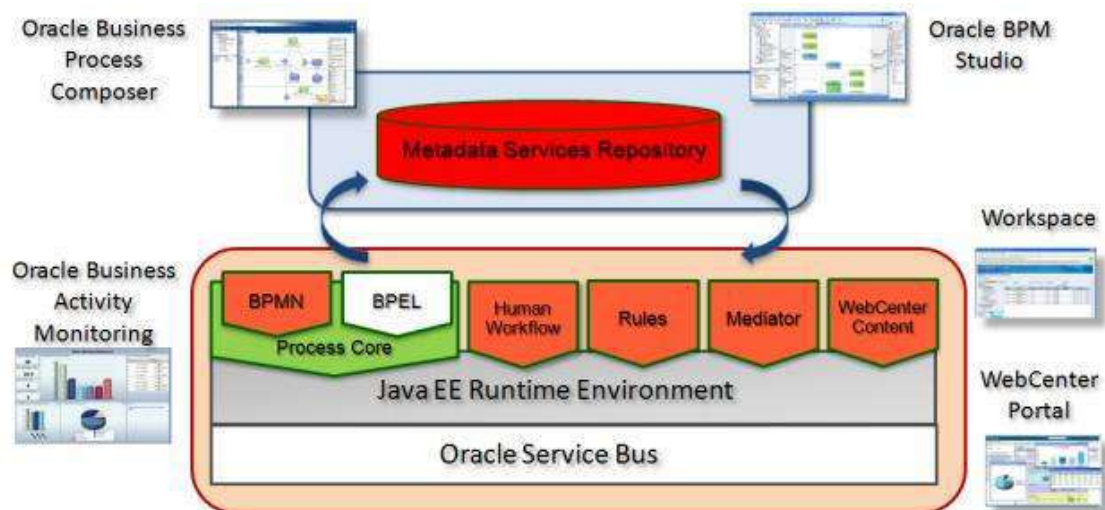 Oracle Business
Process
Composer
Oracle BPM
Studio
Metadada Services Repository
Workspace
Oracle Business
Activity
Monitoring
BPMN
BPEL
Process Core
Human
Workflow
Rules
Mediator
WebCenter
Content
Java EE Runtime Environment
WebCenter
Portal
Oracle Service Bus